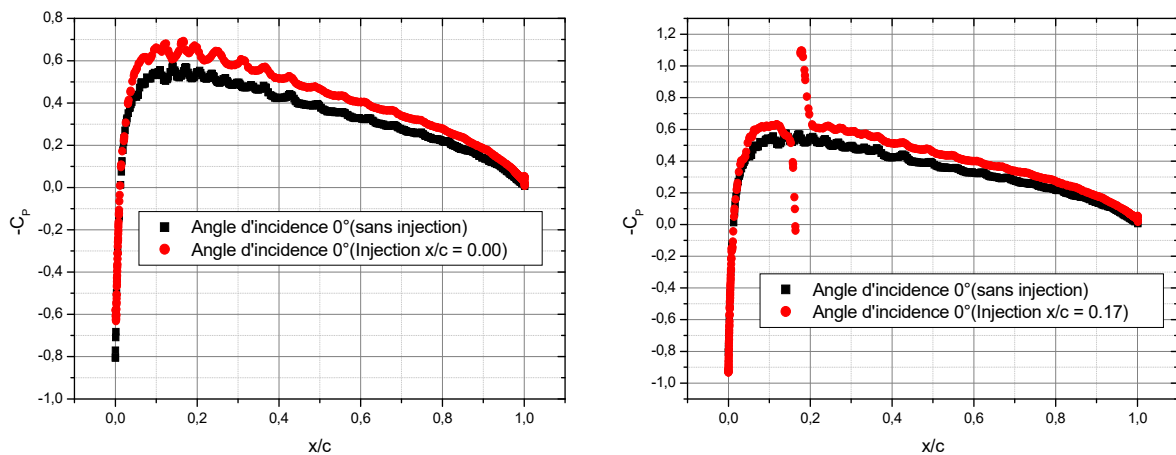 0,8
0,6
0,4
0,2
0,0
-0,2
-0,4
-0,6
-0,8
-1,0
-C_P
Angle d'incidence 0°(sans injection)
Angle d'incidence 0°(Injection x/c = 0.00)
0,0 0,2 0,4 0,6 0,8 1,0
x/c
1,2
1,0
0,8
0,6
0,4
0,2
0,0
-0,2
-0,4
-0,6
-0,8
-1,0
-C_P
Angle d'incidence 0°(sans injection)
Angle d'incidence 0°(Injection x/c = 0.17)
0,0 0,2 0,4 0,6 0,8 1,0
x/c